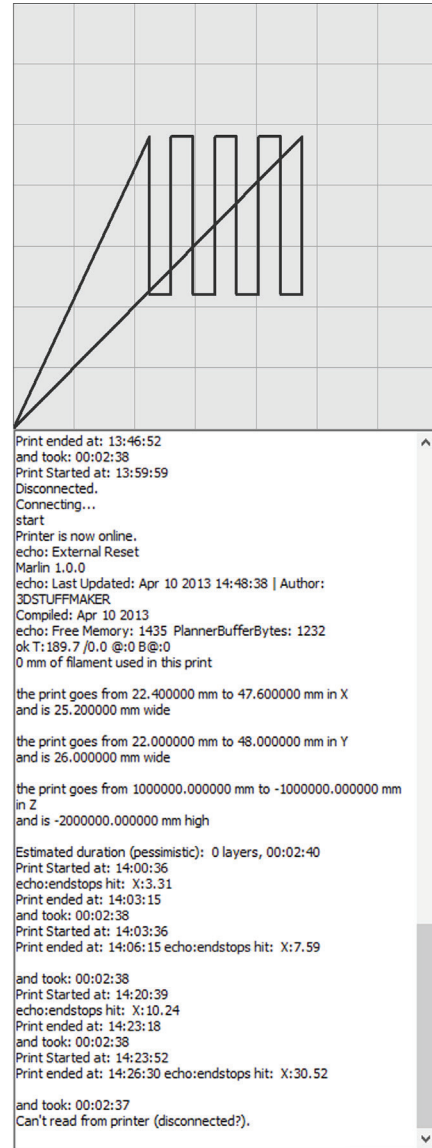 Print ended at: 13:46:52
and took: 00:02:38
Print Started at: 13:59:59
Disconnected.
Connecting...
start
Printer is now online.
echo: External Reset
Marlin 1.0.0
echo: Last Updated: Apr 10 2013 14:48:38 | Author:
3DSTUFFMAKER
Compiled: Apr 10 2013
echo: Free Memory: 1435 PlannerBufferBytes: 1232
ok T:189.7 /0.0 @:0 B@:0
0 mm of filament used in this print
the print goes from 22.400000 mm to 47.600000 mm in X
and is 25.200000 mm wide
the print goes from 22.000000 mm to 48.000000 mm in Y
and is 26.000000 mm wide
the print goes from 1000000.000000 mm to -1000000.000000 mm
in Z
and is -2000000.000000 mm high
Estimated duration (pessimistic): 0 layers, 00:02:40
Print Started at: 14:00:36
echo:endstops hit: X:3.31
Print ended at: 14:03:15
and took: 00:02:38
Print Started at: 14:03:36
Print ended at: 14:06:15 echo:endstops hit: X:7.59
and took: 00:02:38
Print Started at: 14:20:39
echo:endstops hit: X:10.24
Print ended at: 14:23:18
and took: 00:02:38
Print Started at: 14:23:52
Print ended at: 14:26:30 echo:endstops hit: X:30.52
and took: 00:02:37
Can't read from printer (disconnected?).